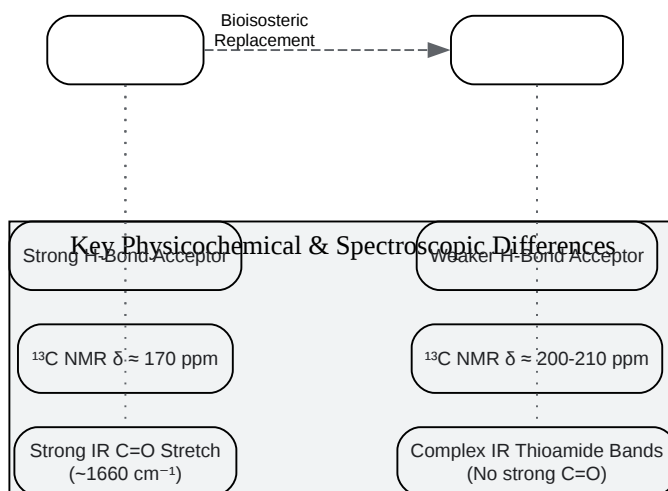 Bioisosteric
Replacement
Key Physicochemical & Spectroscopic Differences
Strong H-Bond Acceptor
Weaker H-Bond Acceptor
¹³C NMR δ ≈ 170 ppm
¹³C NMR δ ≈ 200-210 ppm
Strong IR C=O Stretch
(~1660 cm⁻¹)
Complex IR Thioamide Bands
(No strong C=O)